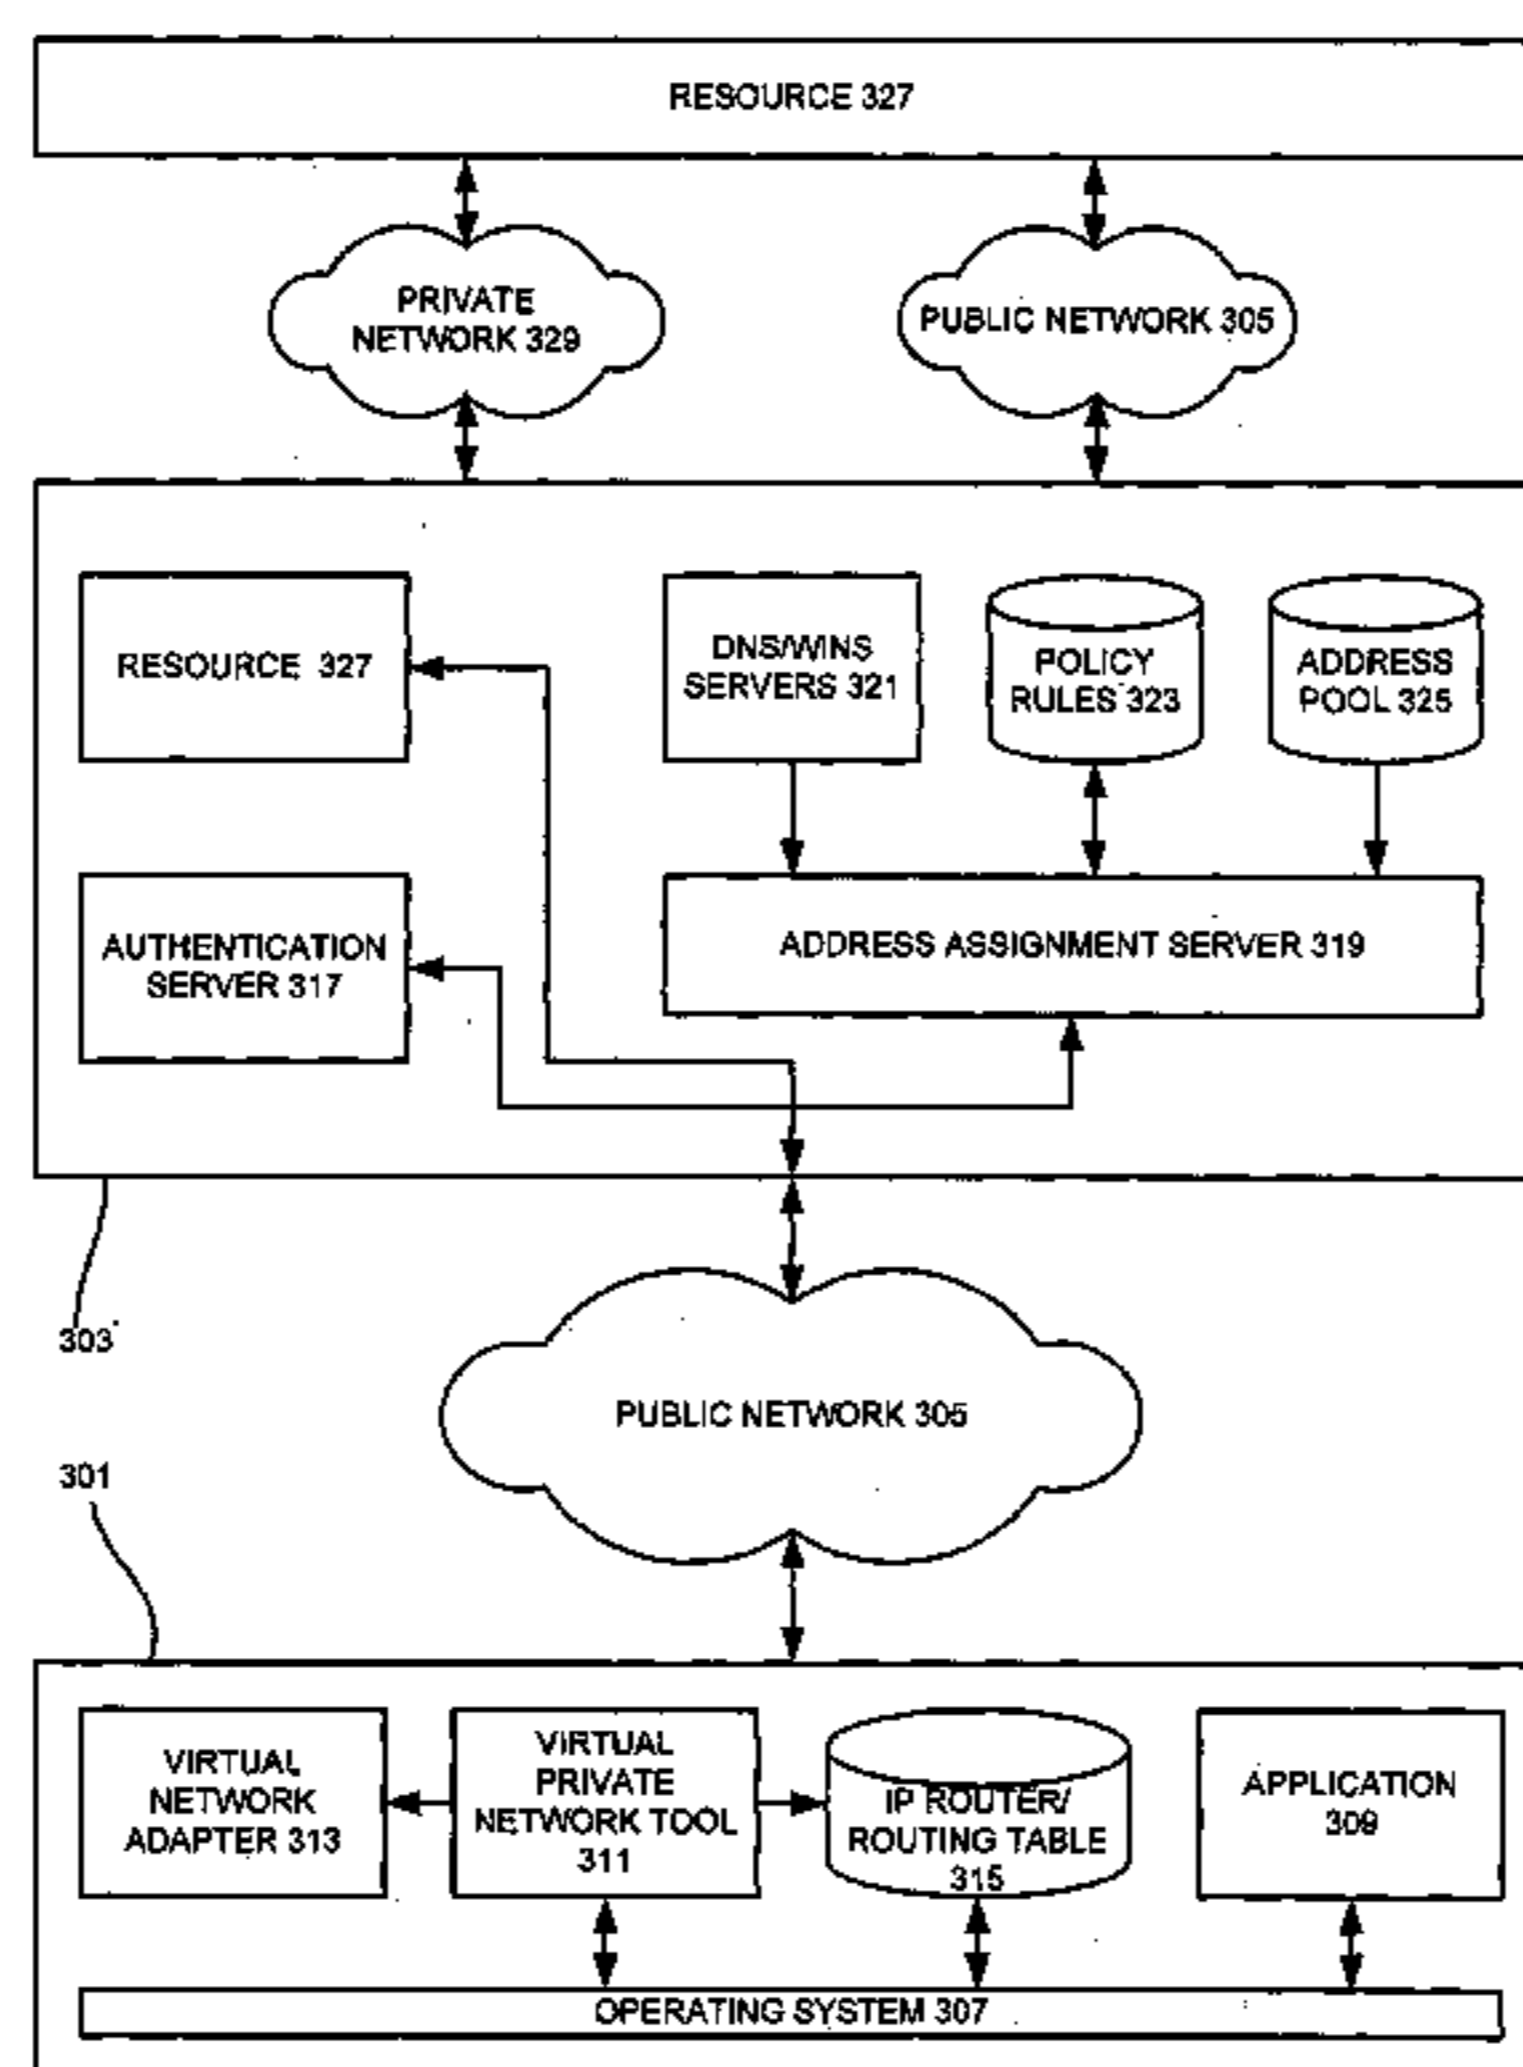 RESOURCE 327
PRIVATE
NETWORK 329
PUBLIC NETWORK 305
RESOURCE 327
DNS/WINS
SERVERS 321
POLICY
RULES 323
ADDRESS
POOL 325
AUTHENTICATION
SERVER 317
ADDRESS ASSIGNMENT SERVER 319
303
PUBLIC NETWORK 305
301
VIRTUAL
NETWORK
ADAPTER 313
VIRTUAL
PRIVATE
NETWORK TOOL
311
IP ROUTER/
ROUTING TABLE
315
APPLICATION
309
OPERATING SYSTEM 307